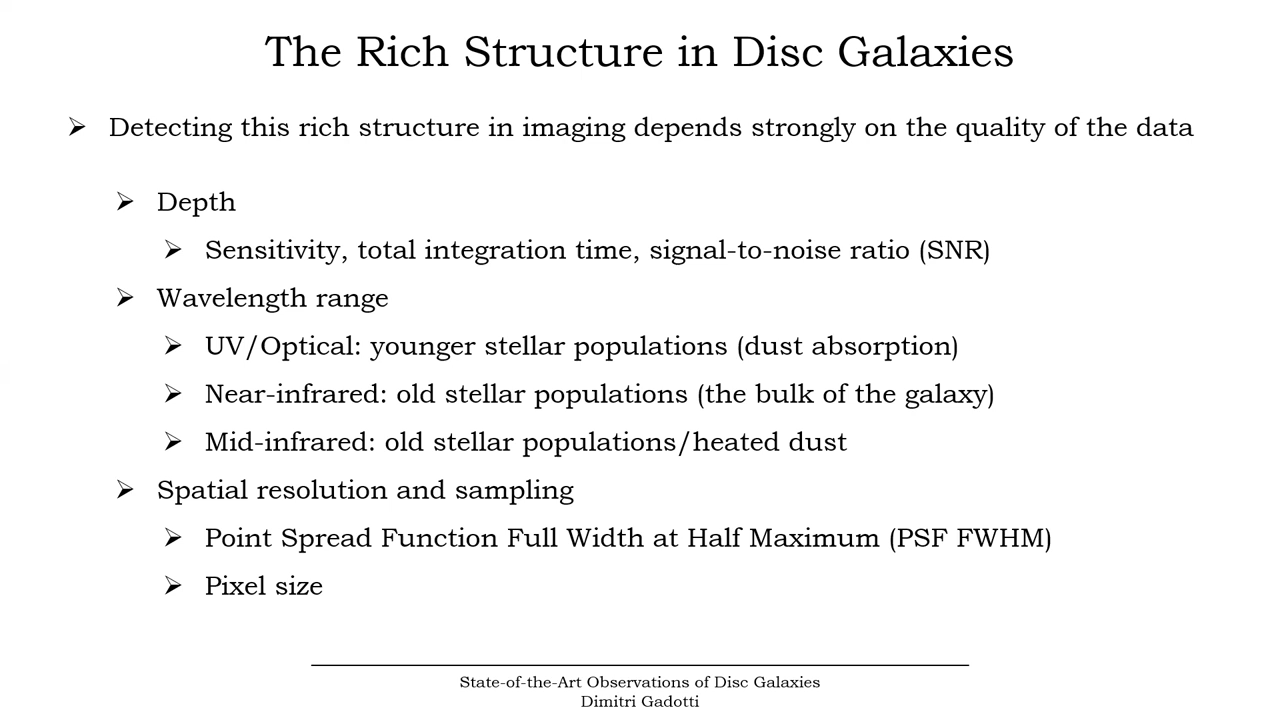 The Rich Structure in Disc Galaxies
➢ Detecting this rich structure in imaging depends strongly on the quality of the data
➢ Depth
➢ Sensitivity, total integration time, signal-to-noise ratio (SNR)
➢ Wavelength range
➢ UV/Optical: younger stellar populations (dust absorption)
➢ Near-infrared: old stellar populations (the bulk of the galaxy)
➢ Mid-infrared: old stellar populations/heated dust
➢ Spatial resolution and sampling
➢ Point Spread Function Full Width at Half Maximum (PSF FWHM)
➢ Pixel size
State-of-the-Art Observations of Disc Galaxies
Dimitri Gadotti